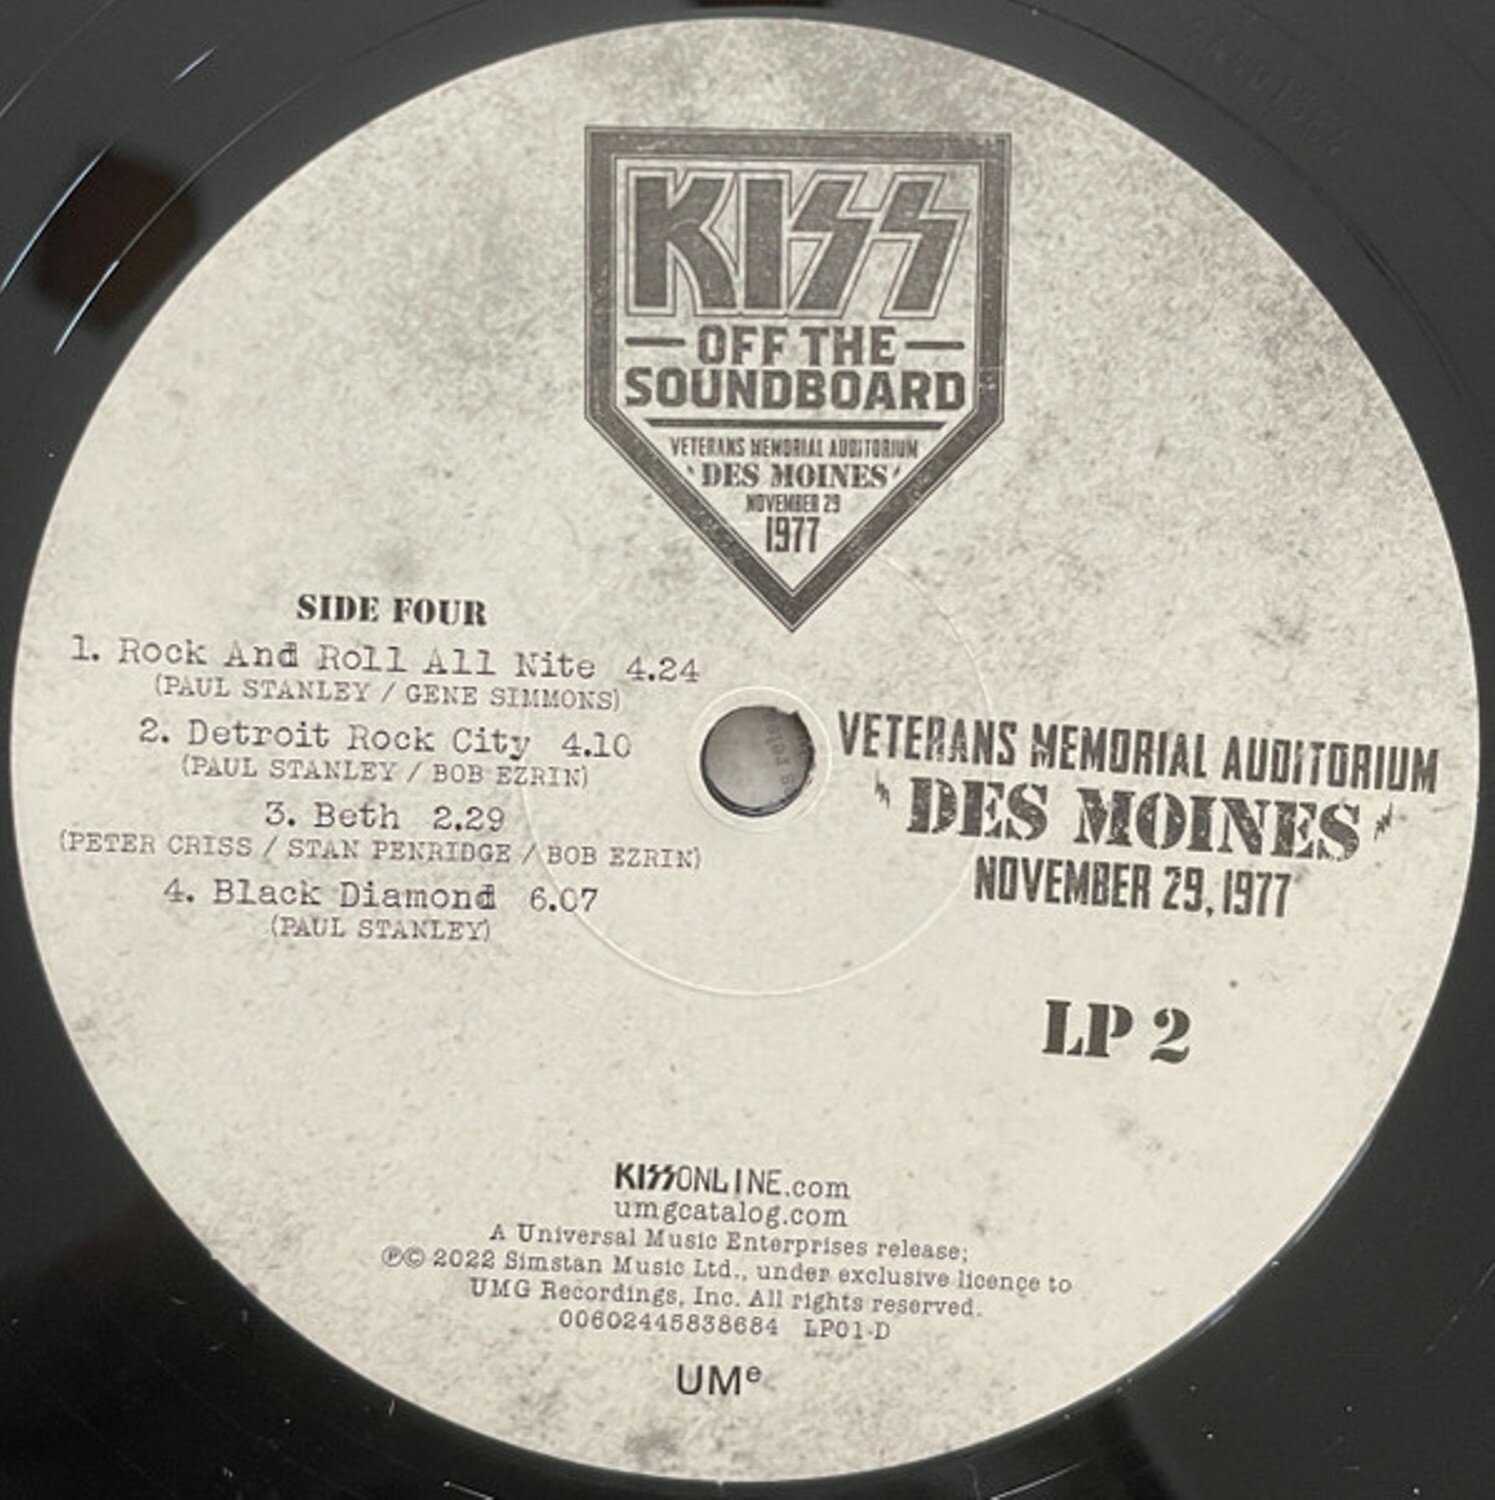 KISS
OFF THE
SOUNDBOARD
VETERANS MEMORIAL AUDITORIUM
DES MOINES
NOVEMBER 29
1977
SIDE FOUR
1. Rock And Roll All Nite 4.24
(PAUL STANLEY / GENE SIMMONS)
2. Detroit Rock City 4.10
(PAUL STANLEY / BOB EZRIN)
3. Beth 2.29
(PETER CRISS / STAN PENRIDGE / BOB EZRIN)
4. Black Diamond 6.07
(PAUL STANLEY)
VETERANS MEMORIAL AUDITORIUM
DES MOINES
NOVEMBER 29, 1977
LP 2
KISSONLINE.com
umgcatalog.com
A Universal Music Enterprises release;
℗© 2022 Simstan Music Ltd., under exclusive licence to
UMG Recordings, Inc. All rights reserved.
00602445838684 LP01-D
UMe